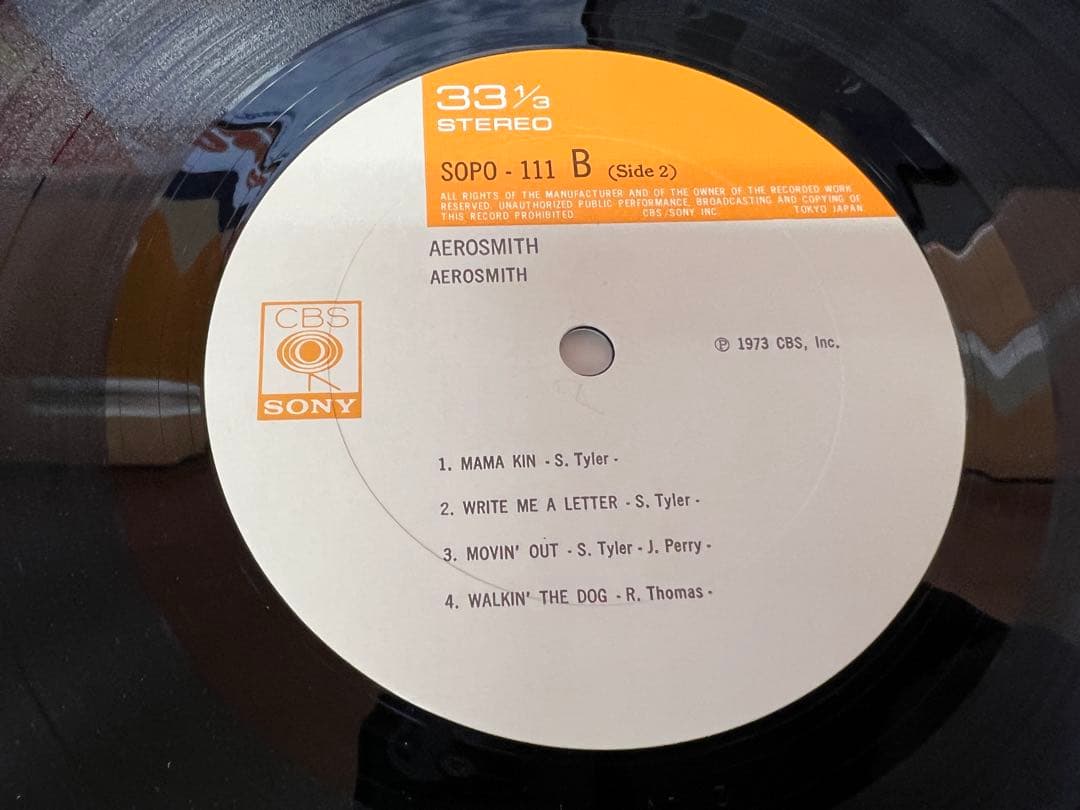 33 1/3
STEREO
SOPO - 111 B (Side 2)
ALL RIGHTS OF THE MANUFACTURER AND OF THE OWNER OF THE RECORDED WORK
RESERVED. UNAUTHORIZED PUBLIC PERFORMANCE, BROADCASTING AND COPYING OF
THIS RECORD PROHIBITED CBS/SONY INC. TOKYO JAPAN
AEROSMITH
AEROSMITH
CBS
SONY
℗ 1973 CBS, Inc.
1. MAMA KIN - S. Tyler -
2. WRITE ME A LETTER - S. Tyler -
3. MOVIN' OUT - S. Tyler - J. Perry -
4. WALKIN' THE DOG - R. Thomas -